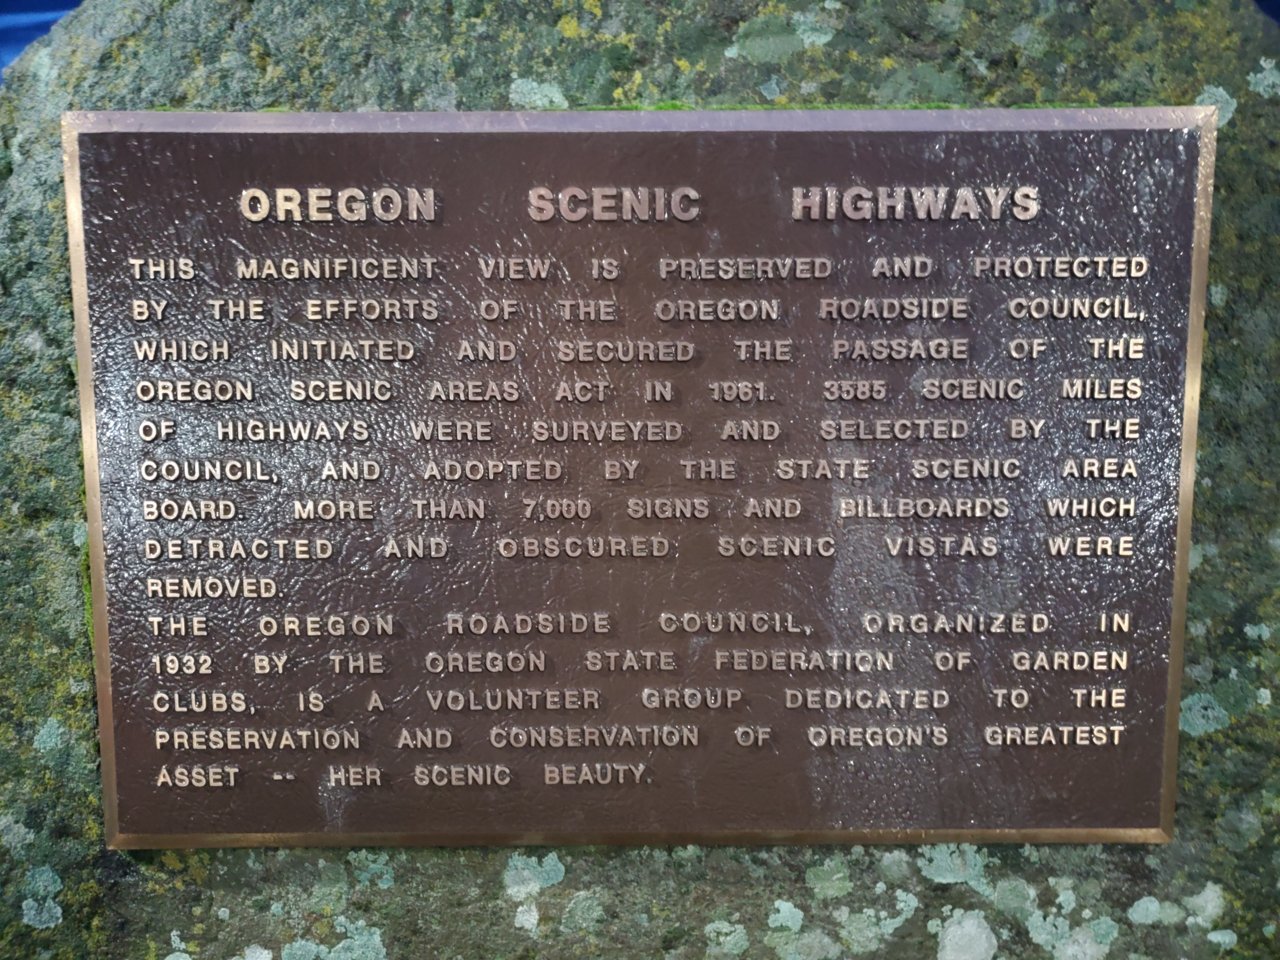 OREGON SCENIC HIGHWAYS
THIS MAGNIFICENT VIEW IS PRESERVED AND PROTECTED
BY THE EFFORTS OF THE OREGON ROADSIDE COUNCIL,
WHICH INITIATED AND SECURED THE PASSAGE OF THE
OREGON SCENIC AREAS ACT IN 1961. 3585 SCENIC MILES
OF HIGHWAYS WERE SURVEYED AND SELECTED BY THE
COUNCIL, AND ADOPTED BY THE STATE SCENIC AREA
BOARD. MORE THAN 7,000 SIGNS AND BILLBOARDS WHICH
DETRACTED AND OBSCURED SCENIC VISTAS WERE
REMOVED.
THE OREGON ROADSIDE COUNCIL, ORGANIZED IN
1932 BY THE OREGON STATE FEDERATION OF GARDEN
CLUBS, IS A VOLUNTEER GROUP DEDICATED TO THE
PRESERVATION AND CONSERVATION OF OREGON'S GREATEST
ASSET -- HER SCENIC BEAUTY.